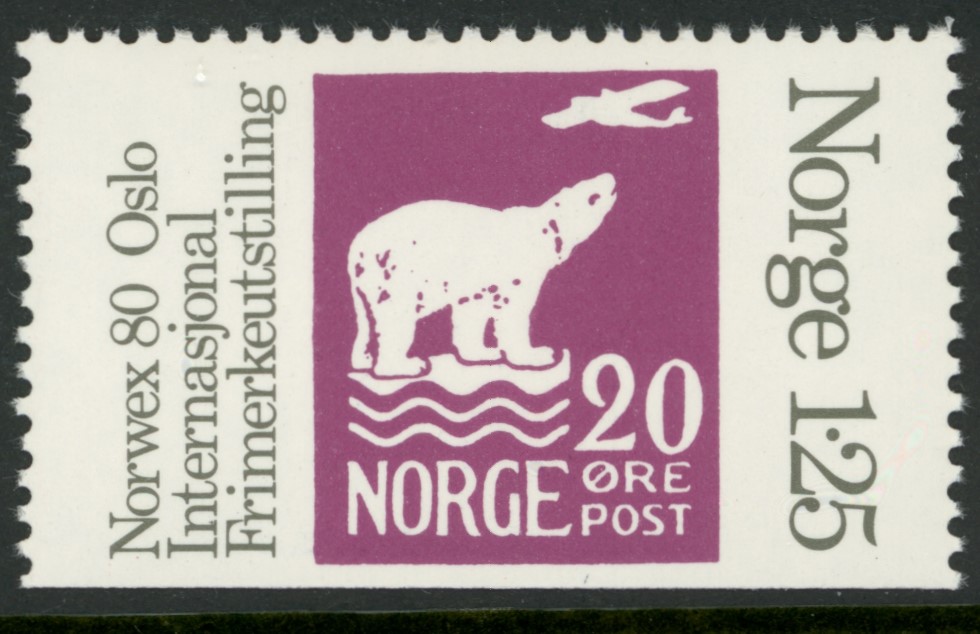 Norwex 80 Oslo
Internasjonal
Frimerkeutstilling
20
NORGE
ØRE
POST
Norge 1·25